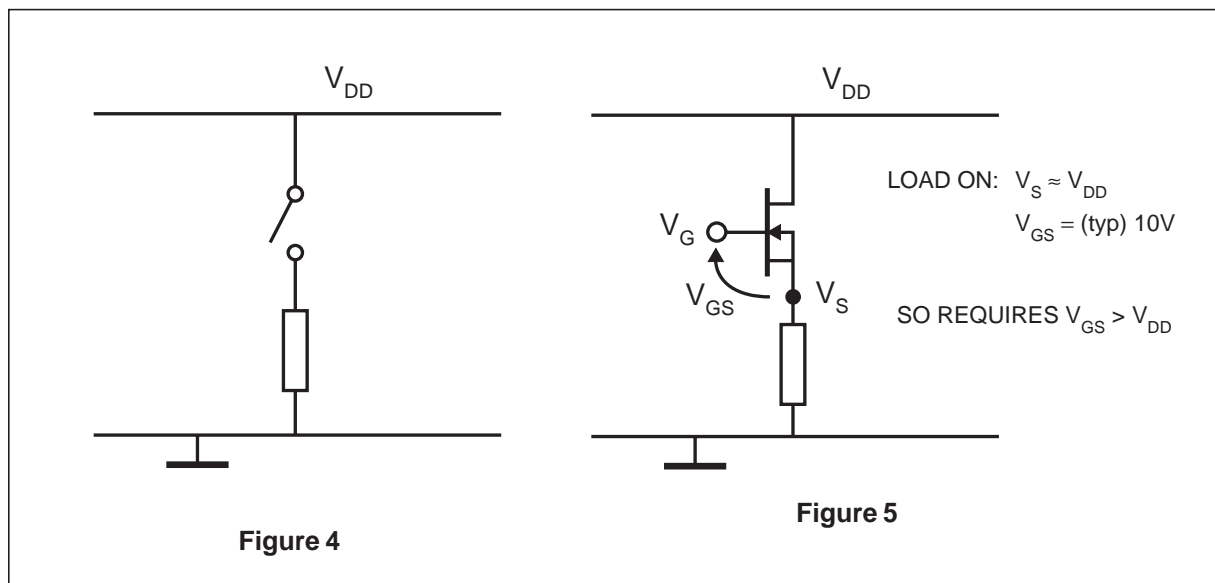 V_DD
Figure 4
V_DD
LOAD ON: V_S ≈ V_DD
V_GS = (typ) 10V
V_G
V_GS
V_S
SO REQUIRES V_GS > V_DD
Figure 5